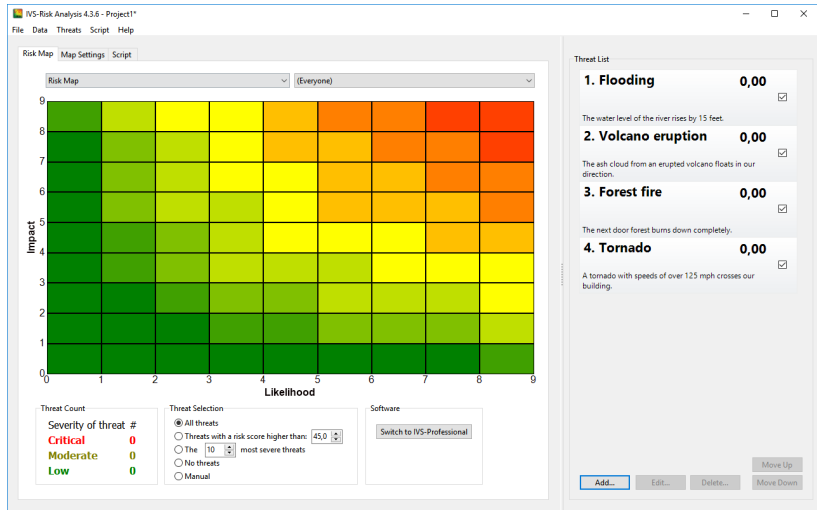 IVS-Risk Analysis 4.3.6 - Project1*
File Data Threats Script Help
Risk Map Map Settings Script
Risk Map (Everyone)
9
8
7
6
5
4
3
2
1
0
Impact
0 1 2 3 4 5 6 7 8 9
Likelihood
Threat Count
Severity of threat #
Critical 0
Moderate 0
Low 0
Threat Selection
All threats
Threats with a risk score higher than: 45,0
The 10 most severe threats
No threats
Manual
Software
Switch to IVS-Professional
Threat List
1. Flooding 0,00
The water level of the river rises by 15 feet.
2. Volcano eruption 0,00
The ash cloud from an erupted volcano floats in our
direction.
3. Forest fire 0,00
The next door forest burns down completely.
4. Tornado 0,00
A tornado with speeds of over 125 mph crosses our
building.
Move Up
Add... Edit... Delete... Move Down